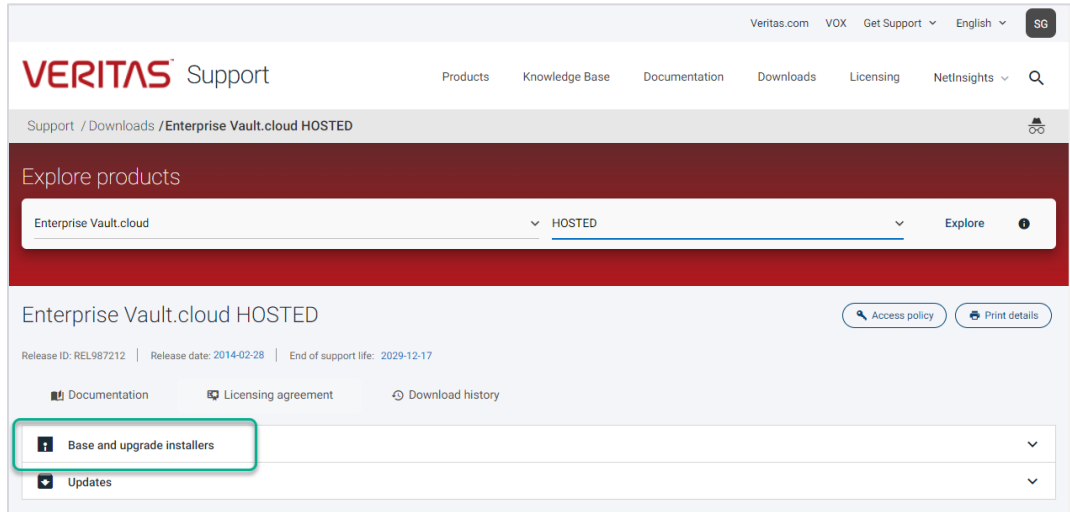 Veritas.com VOX Get Support English SG
VERITAS™ Support Products Knowledge Base Documentation Downloads Licensing NetInsights
Support / Downloads / Enterprise Vault.cloud HOSTED
Explore products
Enterprise Vault.cloud HOSTED Explore
Enterprise Vault.cloud HOSTED Access policy Print details
Release ID: REL987212 | Release date: 2014-02-28 | End of support life: 2029-12-17
Documentation Licensing agreement Download history
Base and upgrade installers
Updates